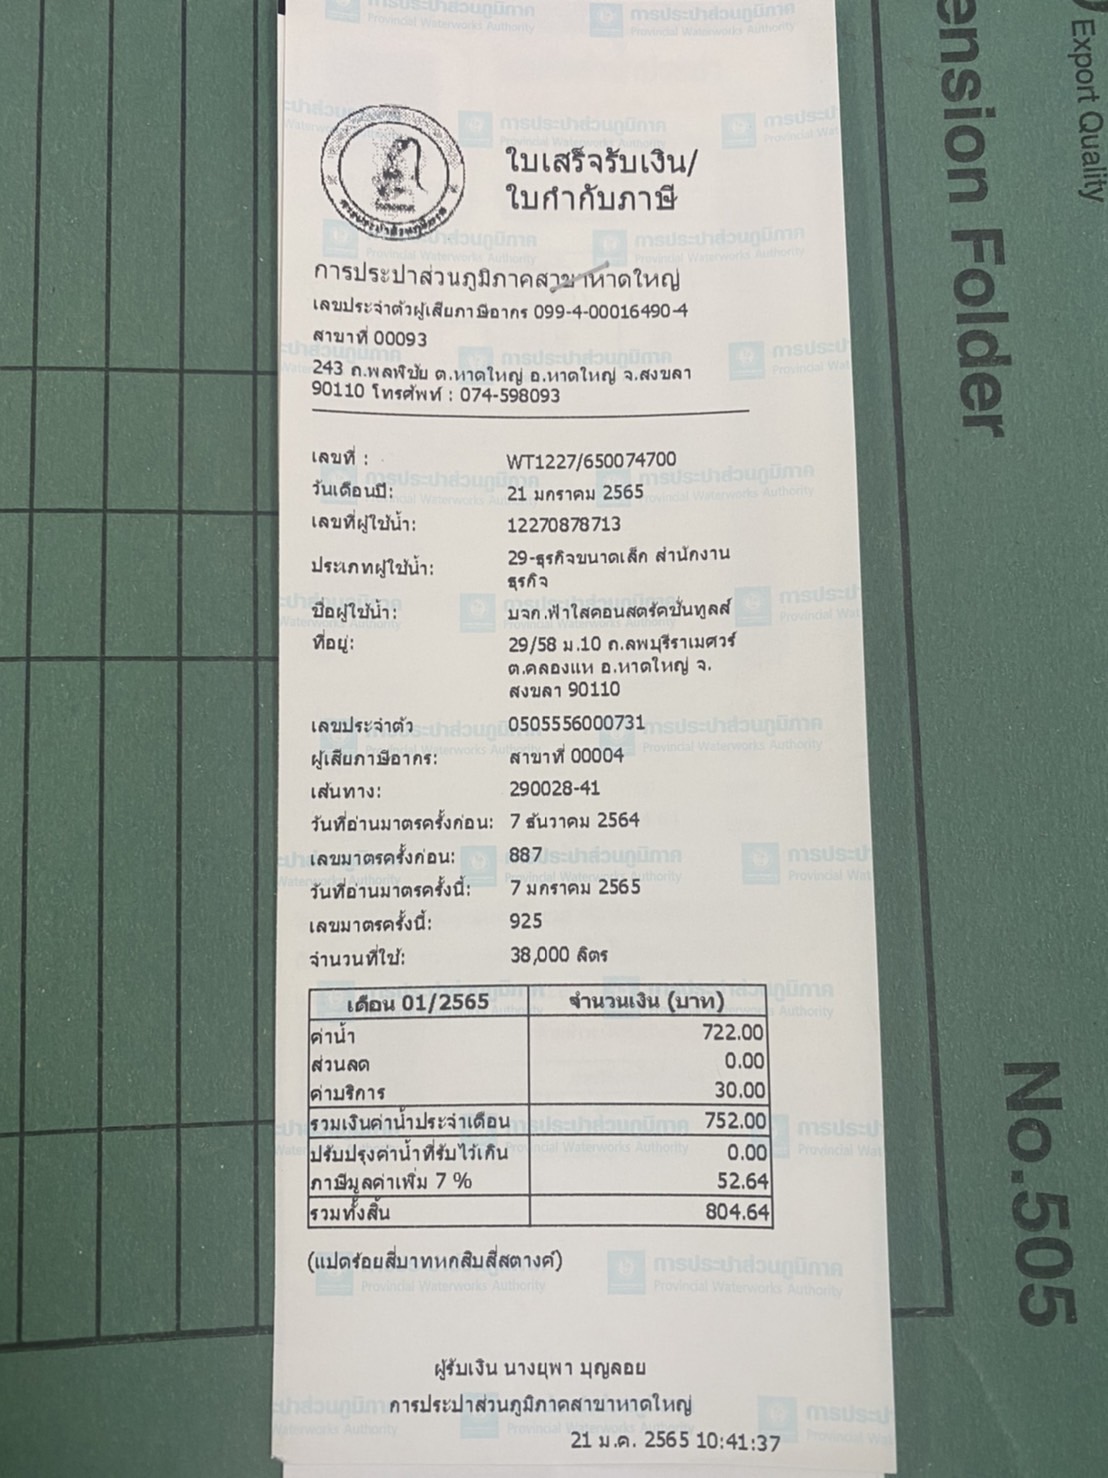 ใบเสร็จรับเงิน/
ใบกำกับภาษี
การประปาส่วนภูมิภาค
การประปาส่วนภูมิภาคสาขาหาดใหญ่
เลขประจำตัวผู้เสียภาษีอากร 099-4-00016490-4
สาขาที่ 00093
243 ถ.พลพิชัย ต.หาดใหญ่ อ.หาดใหญ่ จ.สงขลา
90110 โทรศัพท์ : 074-598093
เลขที่ : WT1227/650074700
วันเดือนปี: 21 มกราคม 2565
เลขที่ผู้ใช้น้ำ: 12270878713
ประเภทผู้ใช้น้ำ: 29-ธุรกิจขนาดเล็ก สำนักงาน
ธุรกิจ
ชื่อผู้ใช้น้ำ: บจก.ฟ้าใสคอนสตรัคชั่นทูลส์
ที่อยู่: 29/58 ม.10 ถ.ลพบุรีราเมศวร์
ต.คลองแห อ.หาดใหญ่ จ.
สงขลา 90110
เลขประจำตัว 0505556000731
ผู้เสียภาษีอากร: สาขาที่ 00004
เส้นทาง: 290028-41
วันที่อ่านมาตรครั้งก่อน: 7 ธันวาคม 2564
เลขมาตรครั้งก่อน: 887
วันที่อ่านมาตรครั้งนี้: 7 มกราคม 2565
เลขมาตรครั้งนี้: 925
จำนวนที่ใช้: 38,000 ลิตร
เดือน 01/2565 จำนวนเงิน (บาท)
ค่าน้ำ 722.00
ส่วนลด 0.00
ค่าบริการ 30.00
รวมเงินค่าน้ำประจำเดือน 752.00
ปรับปรุงค่าน้ำที่รับไว้เกิน 0.00
ภาษีมูลค่าเพิ่ม 7 % 52.64
รวมทั้งสิ้น 804.64
(แปดร้อยสี่บาทหกสิบสี่สตางค์)
ผู้รับเงิน นางยุพา บุญลอย
การประปาส่วนภูมิภาคสาขาหาดใหญ่
21 ม.ค. 2565 10:41:37
ension Folder
Export Quality
No.505